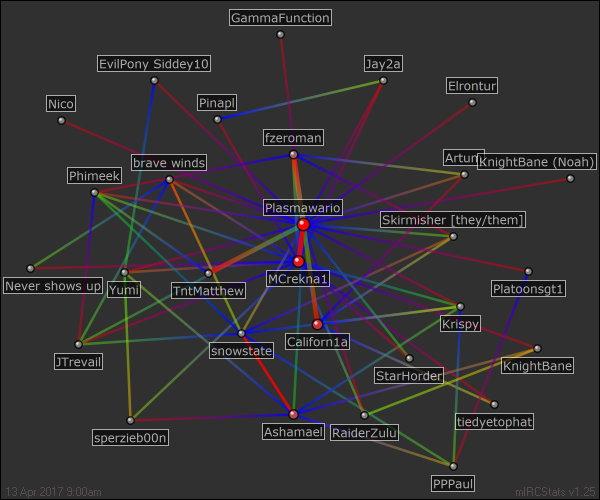 GammaFunction
EvilPony Siddey10
Jay2a
Elrontur
Nico
Pinapl
fzeroman
brave winds
Artum
KnightBane (Noah)
Phimeek
Plasmawario
Skirmisher [they/them]
Never shows up
Yumi
TntMatthew
MCrekna1
Platoonsgt1
Krispy
JTrevail
snowstate
Californ1a
StarHorder
KnightBane
tiedyetophat
sperzieb00n
Ashamael
RaiderZulu
PPPaul
13 Apr 2017 9:00am
mIRCStats v1.25